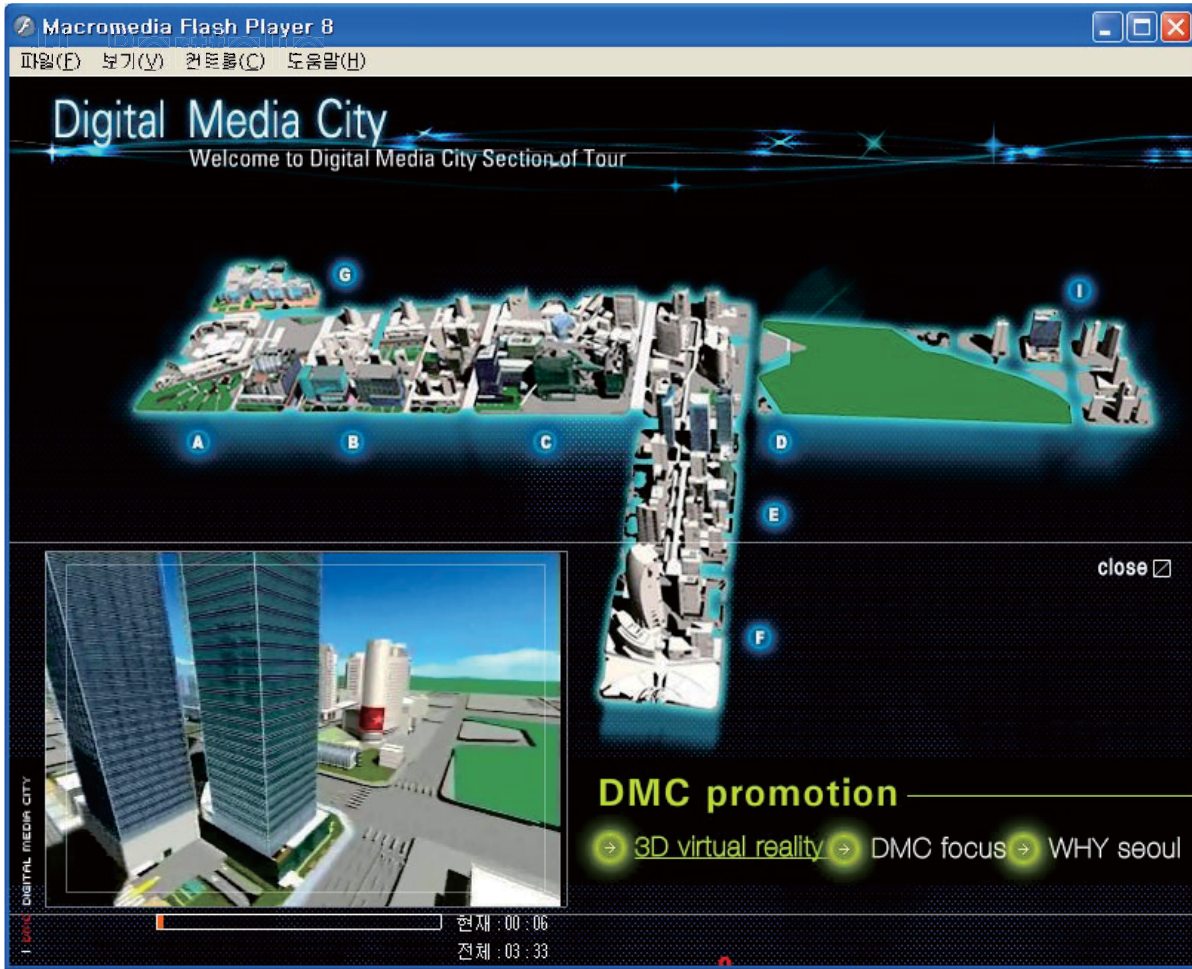 Macromedia Flash Player 8
파일(F) 보기(V) 컨트롤(C) 도움말(H)
Digital Media City
Welcome to Digital Media City Section of Tour
G
I
A B C D
E
close
F
DMC promotion
3D virtual reality DMC focus WHY seoul
DIGITAL MEDIA CITY
DMC
현재 : 00 : 06
전체 : 03 : 33